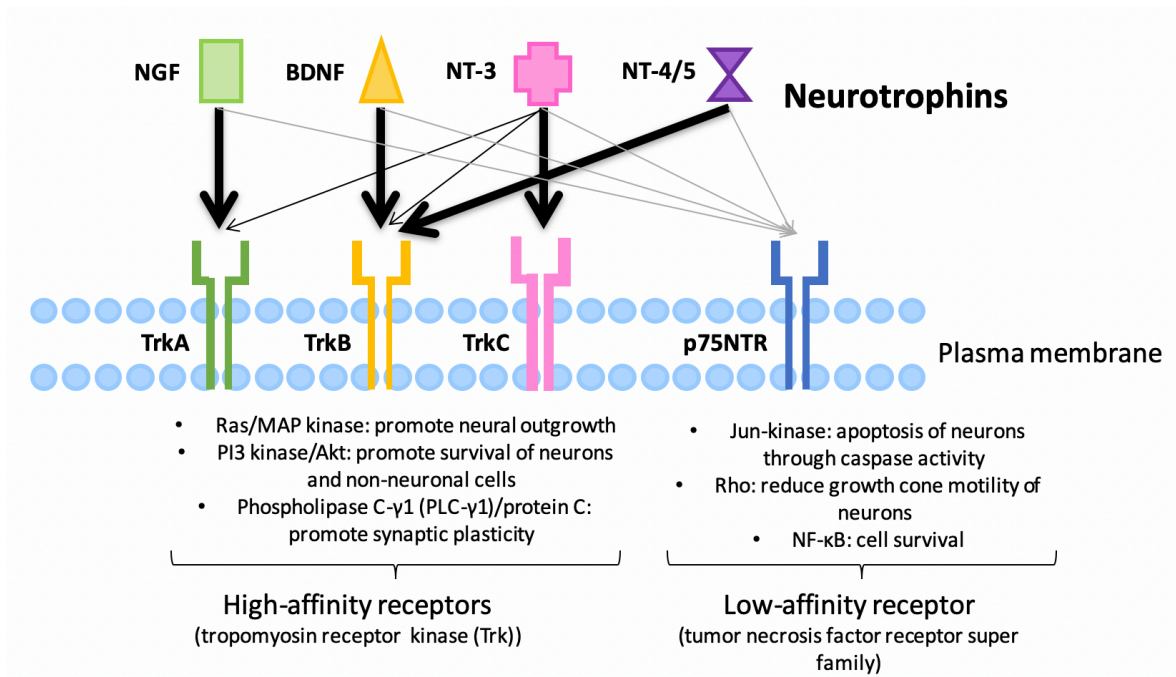 NGF
BDNF
NT-3
NT-4/5
Neurotrophins
TrkA
TrkB
TrkC
p75NTR
Plasma membrane
• Ras/MAP kinase: promote neural outgrowth
• PI3 kinase/Akt: promote survival of neurons
and non-neuronal cells
• Phospholipase C-γ1 (PLC-γ1)/protein C:
promote synaptic plasticity
• Jun-kinase: apoptosis of neurons
through caspase activity
• Rho: reduce growth cone motility of
neurons
• NF-κB: cell survival
High-affinity receptors
(tropomyosin receptor kinase (Trk))
Low-affinity receptor
(tumor necrosis factor receptor super
family)